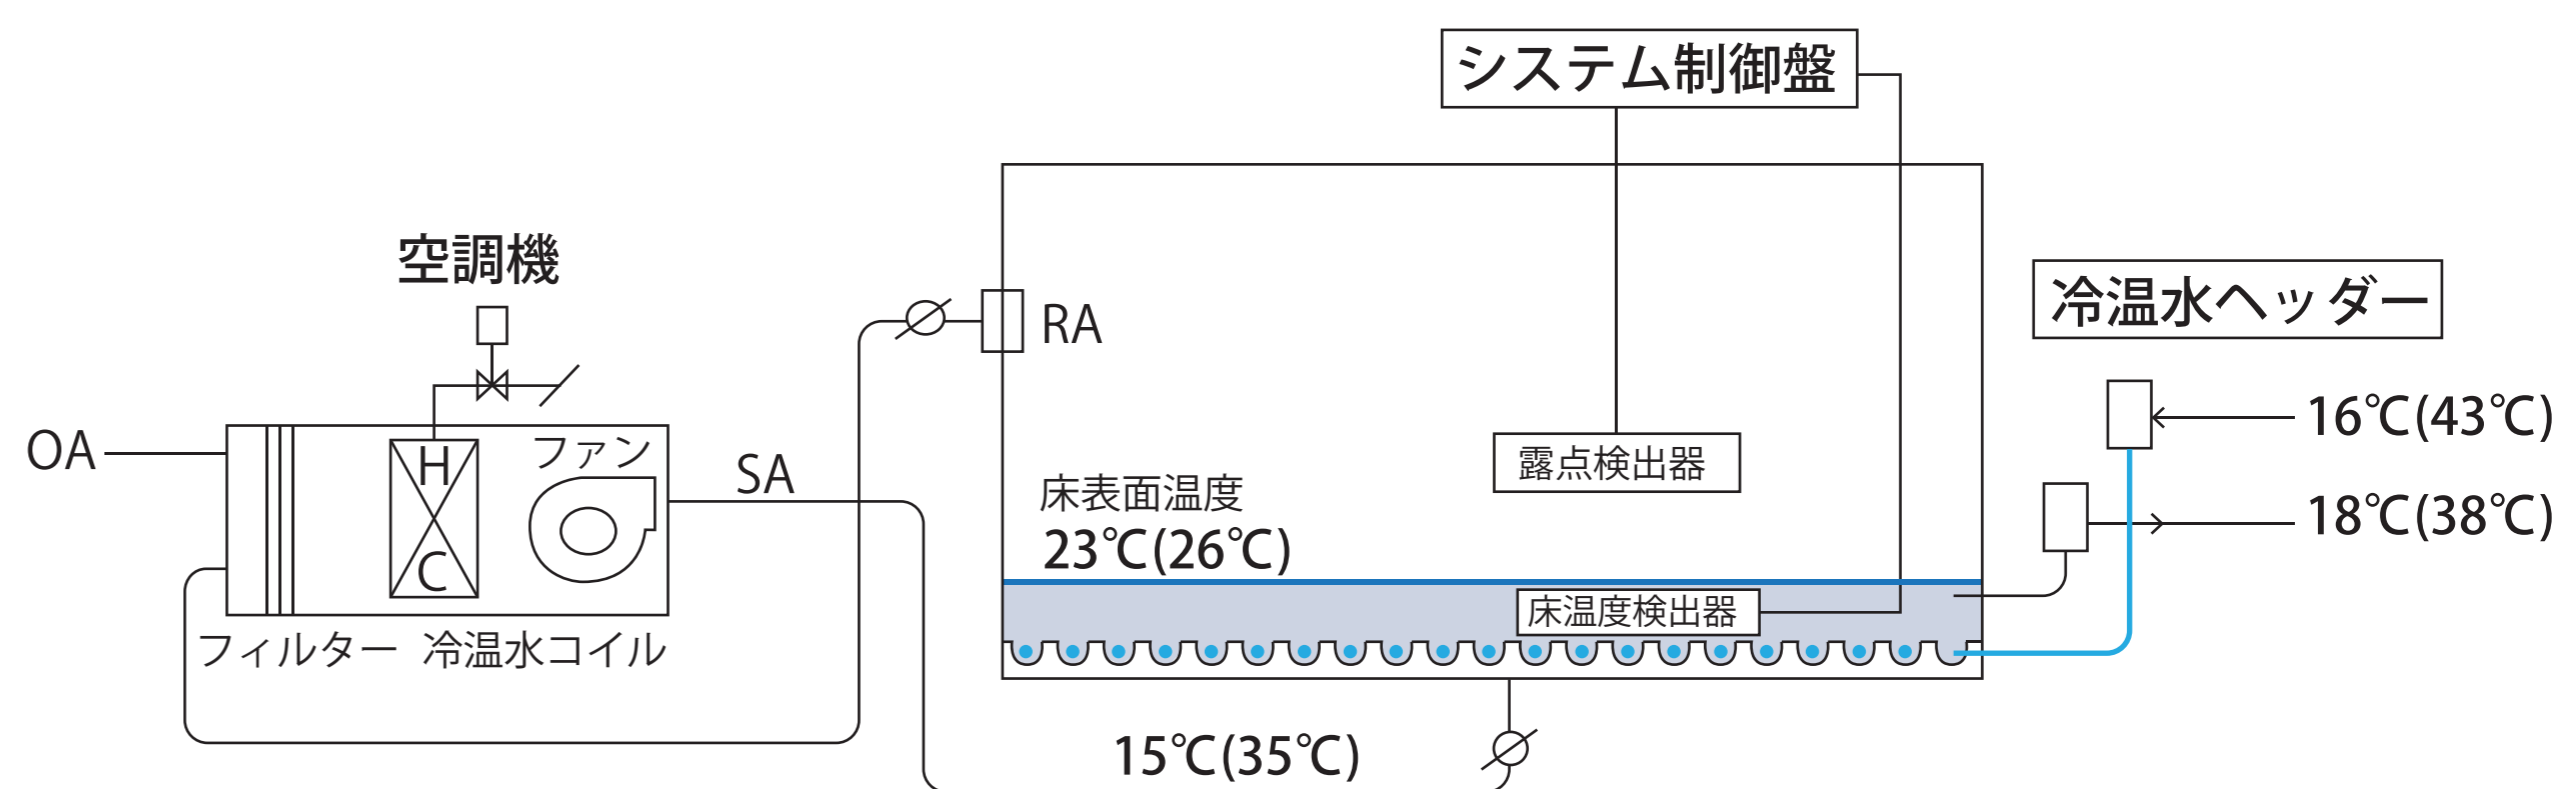 システム制御盤
空調機
冷温水ヘッダー
RA
16℃(43℃)
OA
H
ファン
SA
露点検出器
床表面温度
23℃(26℃)
18℃(38℃)
C
床温度検出器
フィルター 冷温水コイル
15℃(35℃)